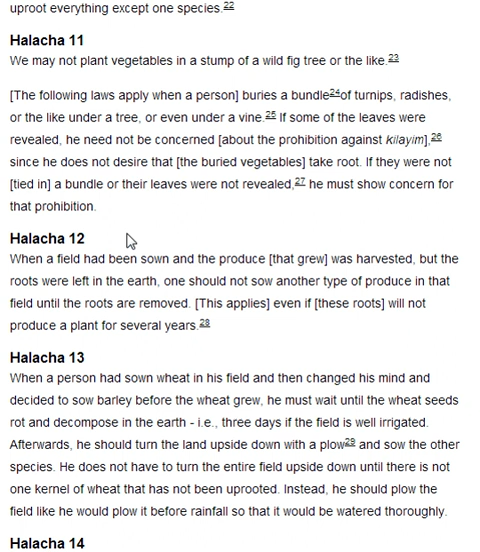 uproot everything except one species.22
Halacha 11
We may not plant vegetables in a stump of a wild fig tree or the like.23
[The following laws apply when a person] buries a bundle24of turnips, radishes,
or the like under a tree, or even under a vine.25 If some of the leaves were
revealed, he need not be concerned [about the prohibition against kilayim],26
since he does not desire that [the buried vegetables] take root. If they were not
[tied in] a bundle or their leaves were not revealed,27 he must show concern for
that prohibition.
Halacha 12
When a field had been sown and the produce [that grew] was harvested, but the
roots were left in the earth, one should not sow another type of produce in that
field until the roots are removed. [This applies] even if [these roots] will not
produce a plant for several years.28
Halacha 13
When a person had sown wheat in his field and then changed his mind and
decided to sow barley before the wheat grew, he must wait until the wheat seeds
rot and decompose in the earth - i.e., three days if the field is well irrigated.
Afterwards, he should turn the land upside down with a plow29 and sow the other
species. He does not have to turn the entire field upside down until there is not
one kernel of wheat that has not been uprooted. Instead, he should plow the
field like he would plow it before rainfall so that it would be watered thoroughly.
Halacha 14